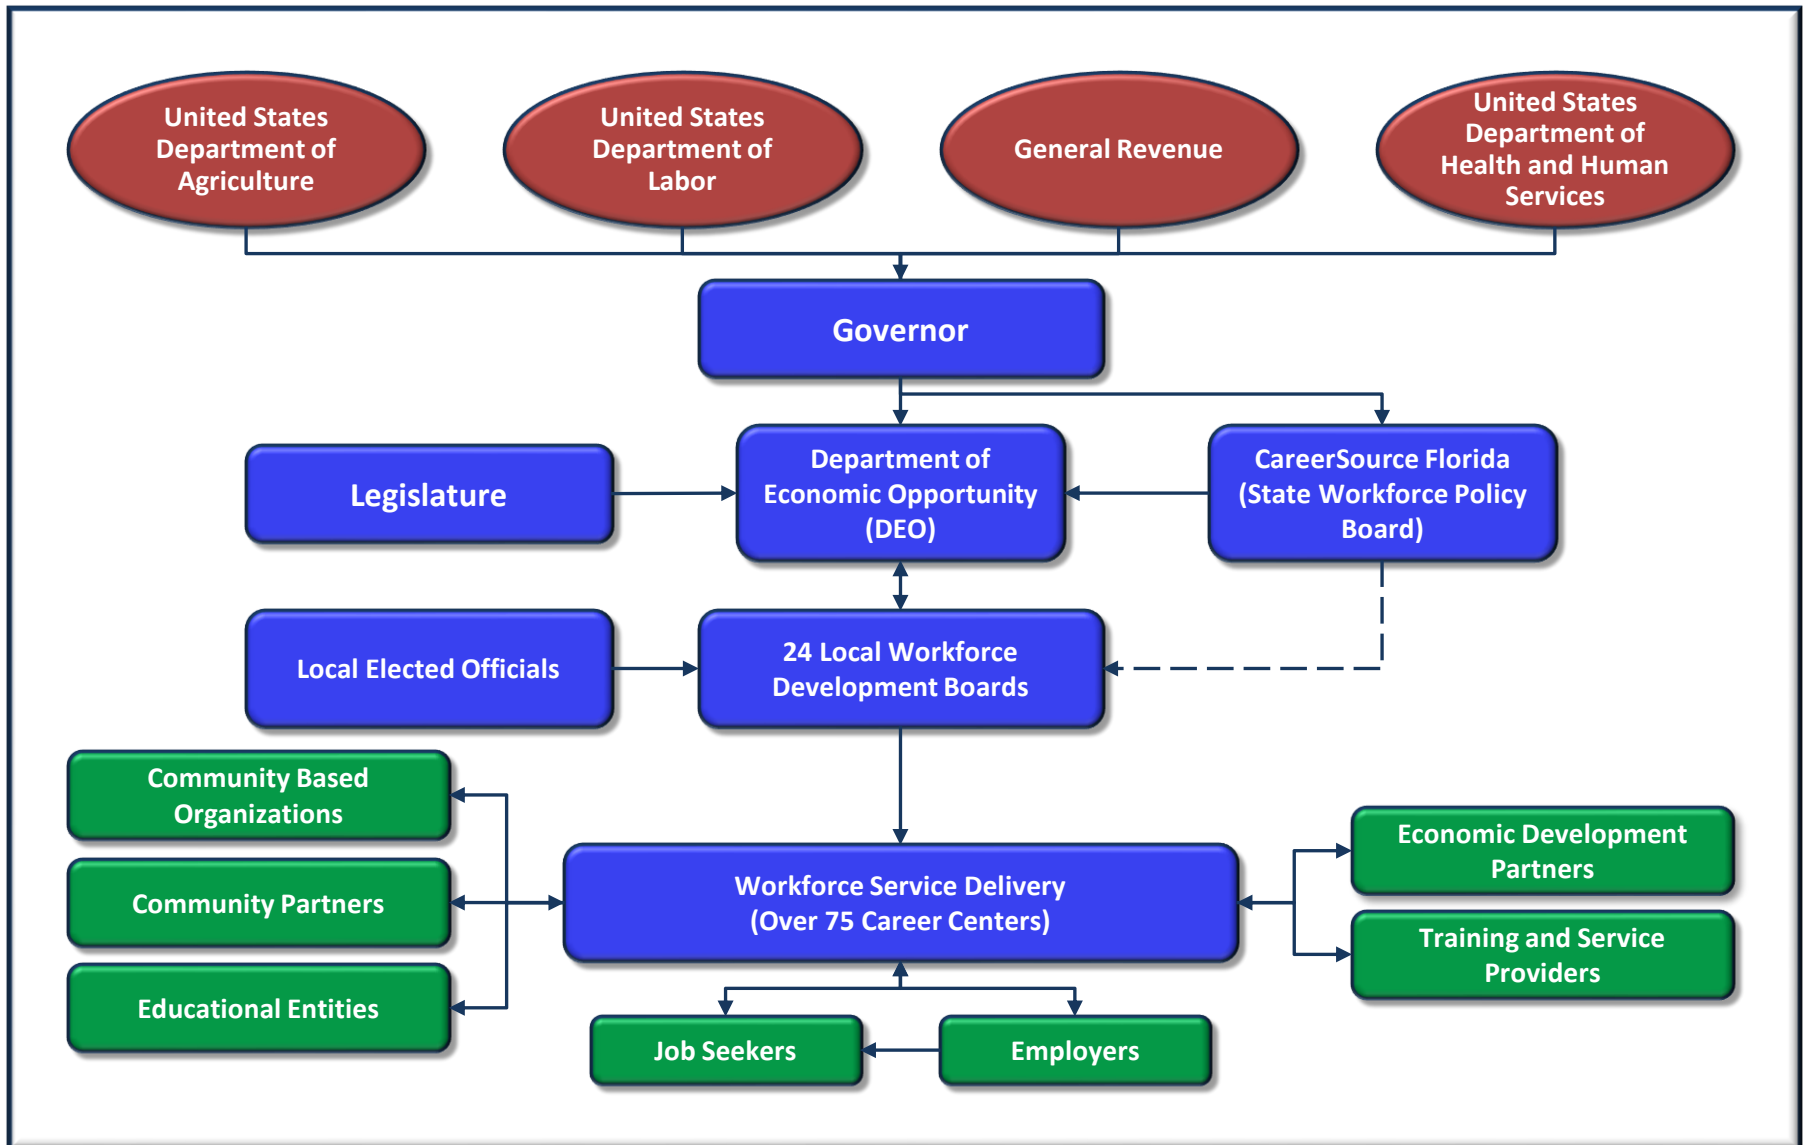 United States
Department of
Agriculture
United States
Department of
Labor
General Revenue
United States
Department of
Health and Human
Services
Governor
Legislature
Department of
Economic Opportunity
(DEO)
CareerSource Florida
(State Workforce Policy
Board)
Local Elected Officials
24 Local Workforce
Development Boards
Community Based
Organizations
Community Partners
Educational Entities
Workforce Service Delivery
(Over 75 Career Centers)
Economic Development
Partners
Training and Service
Providers
Job Seekers
Employers